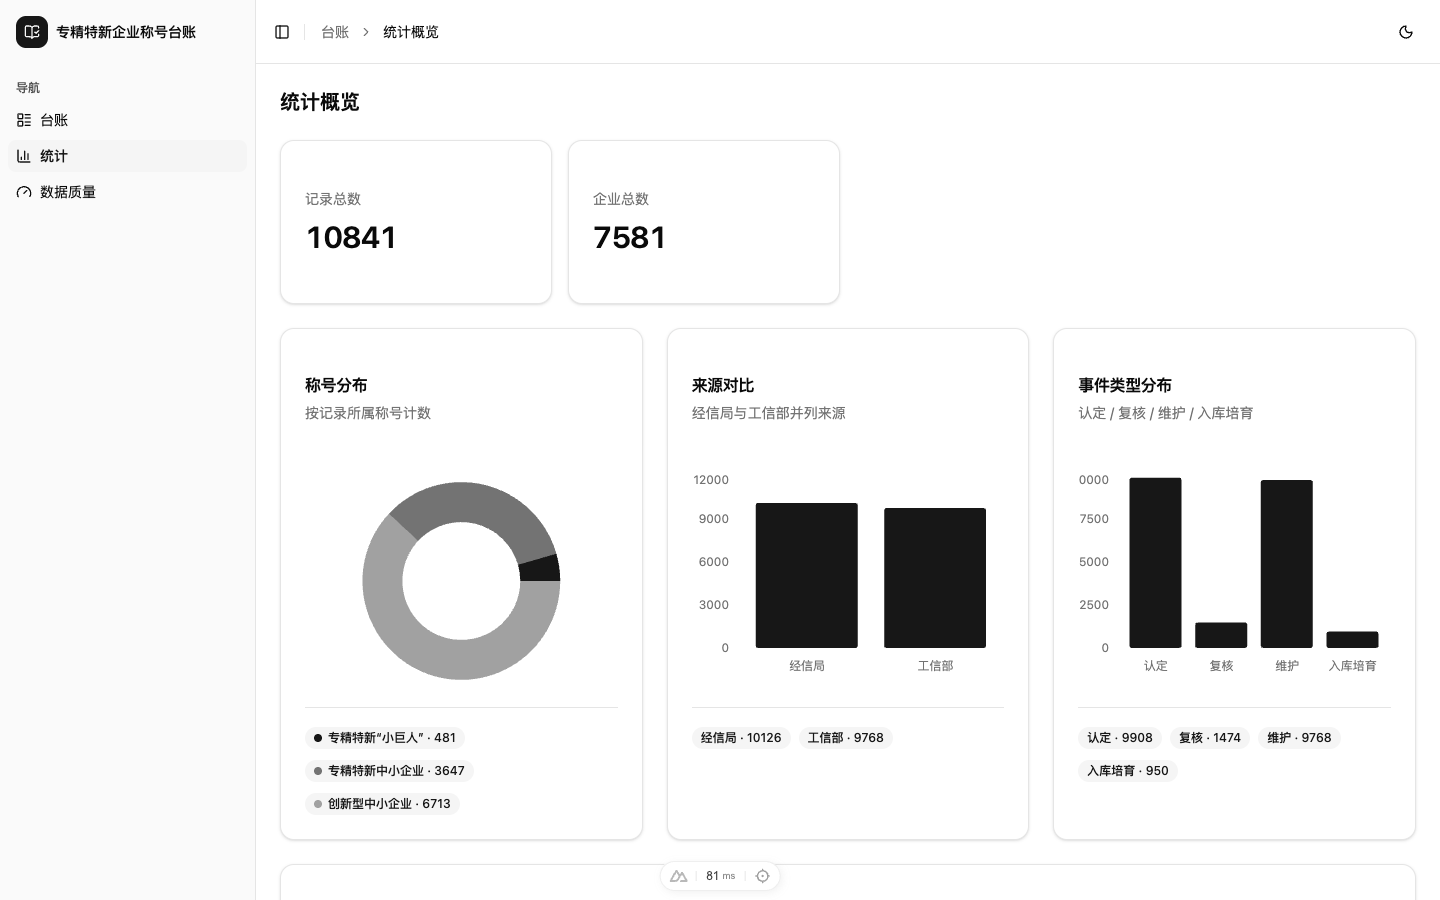 专精特新企业称号台账
台账 > 统计概览
导航
台账
统计
数据质量
统计概览
记录总数
10841
企业总数
7581
称号分布
按记录所属称号计数
专精特新“小巨人” · 481
专精特新中小企业 · 3647
创新型中小企业 · 6713
来源对比
经信局与工信部并列来源
12000
9000
6000
3000
0
经信局
工信部
经信局 · 10126
工信部 · 9768
事件类型分布
认定 / 复核 / 维护 / 入库培育
0000
7500
5000
2500
0
认定
复核
维护
入库培育
认定 · 9908
复核 · 1474
维护 · 9768
入库培育 · 950
81 ms